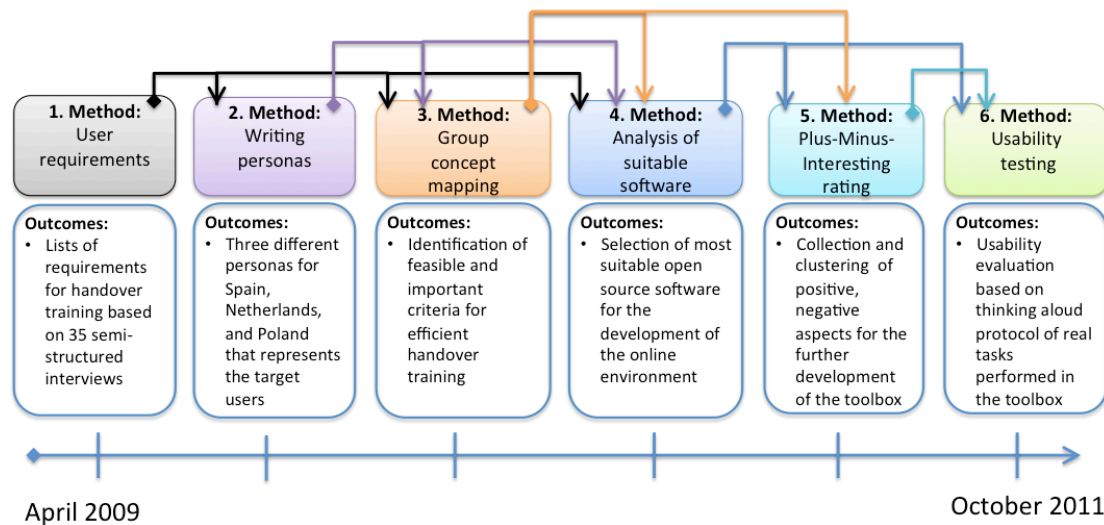 1. Method:
User
requirements
2. Method:
Writing
personas
3. Method:
Group
concept
mapping
4. Method:
Analysis of
suitable
software
5. Method:
Plus-Minus-
Interesting
rating
6. Method:
Usability
testing
Outcomes:
• Lists of
requirements
for handover
training based
on 35 semi-
structured
interviews
Outcomes:
• Three different
personas for
Spain,
Netherlands,
and Poland
that represents
the target
users
Outcomes:
• Identification of
feasible and
important
criteria for
efficient
handover
training
Outcomes:
• Selection of most
suitable open
source software
for the
development of
the online
environment
Outcomes:
• Collection and
clustering of
positive,
negative
aspects for the
further
development
of the toolbox
Outcomes:
• Usability
evaluation
based on
thinking aloud
protocol of real
tasks
performed in
the toolbox
April 2009
October 2011